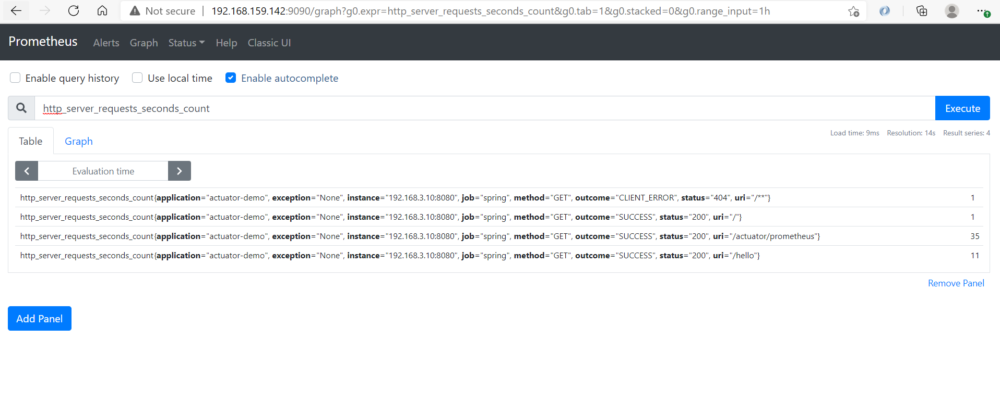 Not secure | 192.168.159.142:9090/graph?g0.expr=http_server_requests_seconds_count&g0.tab=1&g0.stacked=0&g0.range_input=1h
Prometheus Alerts Graph Status Help Classic UI
Enable query history Use local time Enable autocomplete
http_server_requests_seconds_count Execute
Table Graph Load time: 9ms Resolution: 14s Result series: 4
Evaluation time
http_server_requests_seconds_count{application="actuator-demo", exception="None", instance="192.168.3.10:8080", job="spring", method="GET", outcome="CLIENT_ERROR", status="404", uri="/**"} 1
http_server_requests_seconds_count{application="actuator-demo", exception="None", instance="192.168.3.10:8080", job="spring", method="GET", outcome="SUCCESS", status="200", uri="/"} 1
http_server_requests_seconds_count{application="actuator-demo", exception="None", instance="192.168.3.10:8080", job="spring", method="GET", outcome="SUCCESS", status="200", uri="/actuator/prometheus"} 35
http_server_requests_seconds_count{application="actuator-demo", exception="None", instance="192.168.3.10:8080", job="spring", method="GET", outcome="SUCCESS", status="200", uri="/hello"} 11
Remove Panel
Add Panel